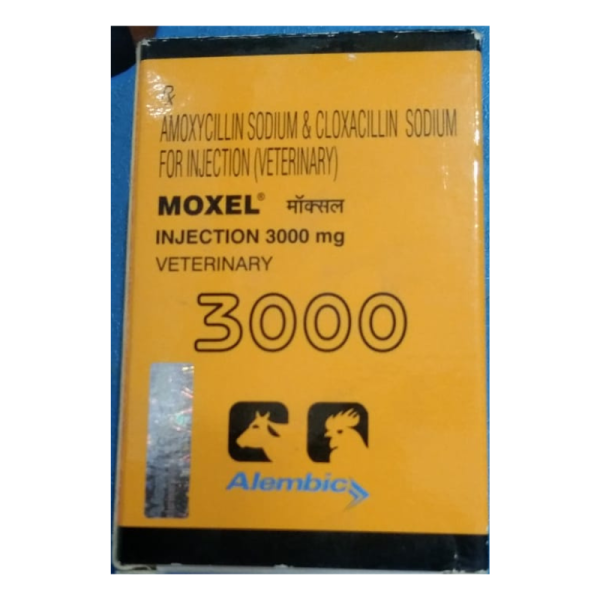 ℞
AMOXYCILLIN SODIUM & CLOXACILLIN SODIUM
FOR INJECTION (VETERINARY)
MOXEL® मॉक्सल
INJECTION 3000 mg
VETERINARY
3000
Alembic